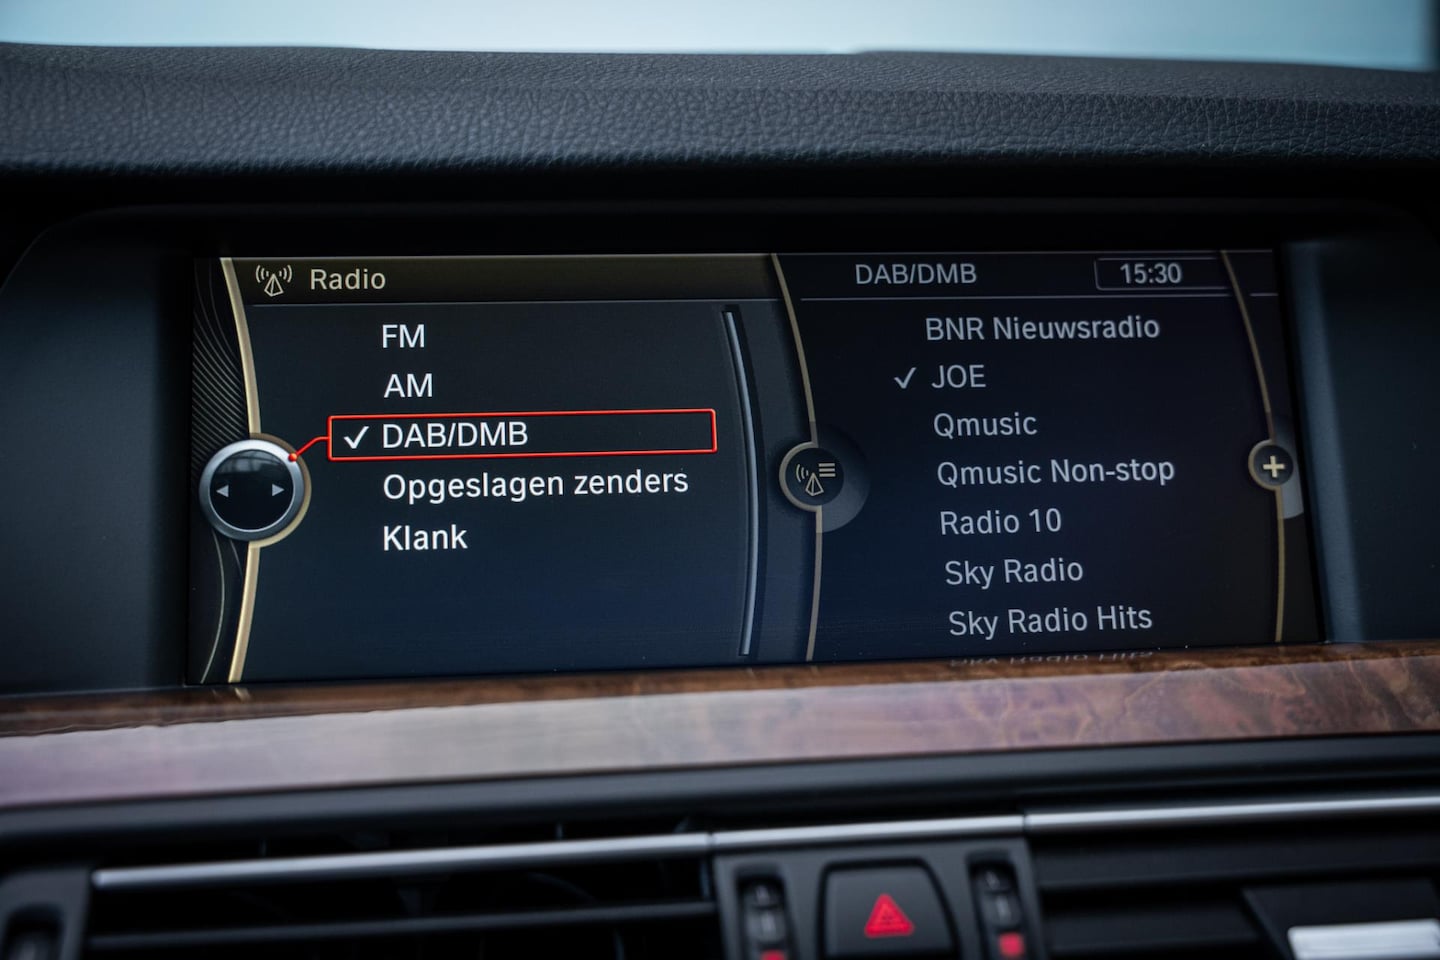 Radio
FM
AM
✓ DAB/DMB
Opgeslagen zenders
Klank
DAB/DMB
15:30
BNR Nieuwsradio
✓ JOE
Qmusic
Qmusic Non-stop
Radio 10
Sky Radio
Sky Radio Hits